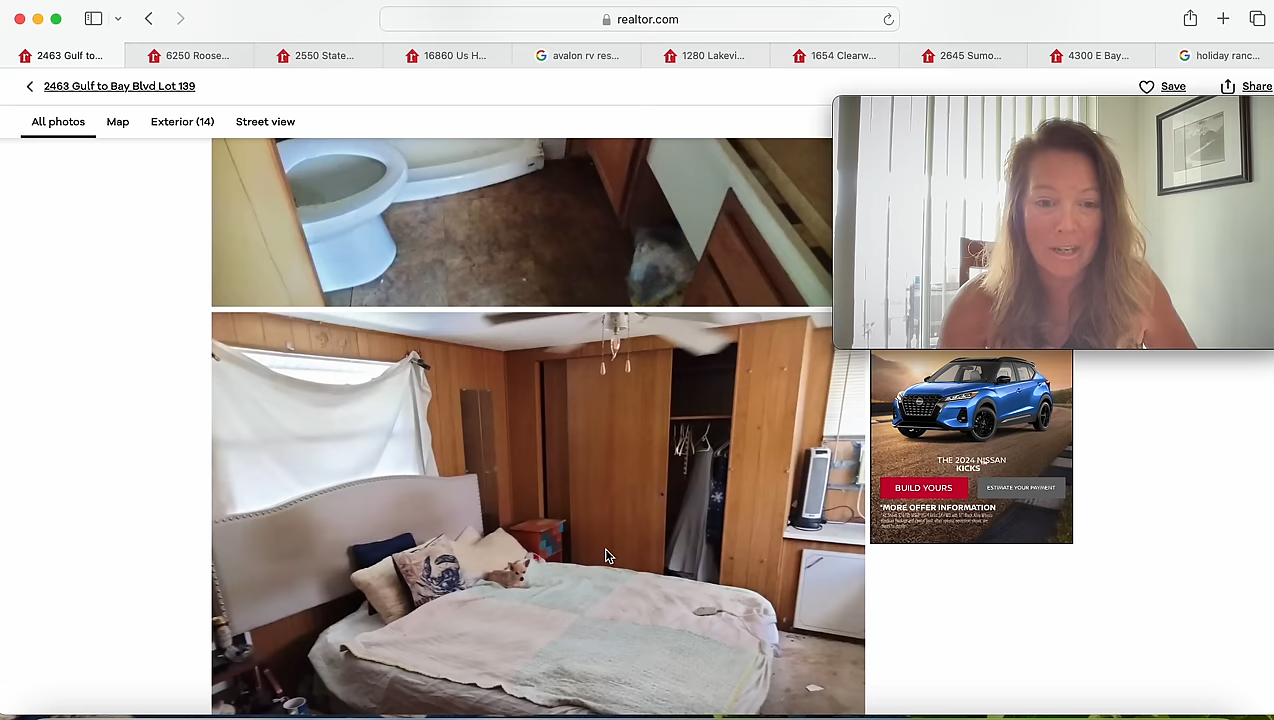 realtor.com
2463 Gulf to...
6250 Roose...
2550 State...
16860 Us H...
avalon rv res...
1280 Lakevi...
1654 Clearw...
2645 Sumo...
4300 E Bay...
holiday ranc...
2463 Gulf to Bay Blvd Lot 139
Save
Share
All photos
Map
Exterior (14)
Street view
THE 2024 NISSAN
KICKS
BUILD YOURS
ESTIMATE YOUR PAYMENT
*MORE OFFER INFORMATION